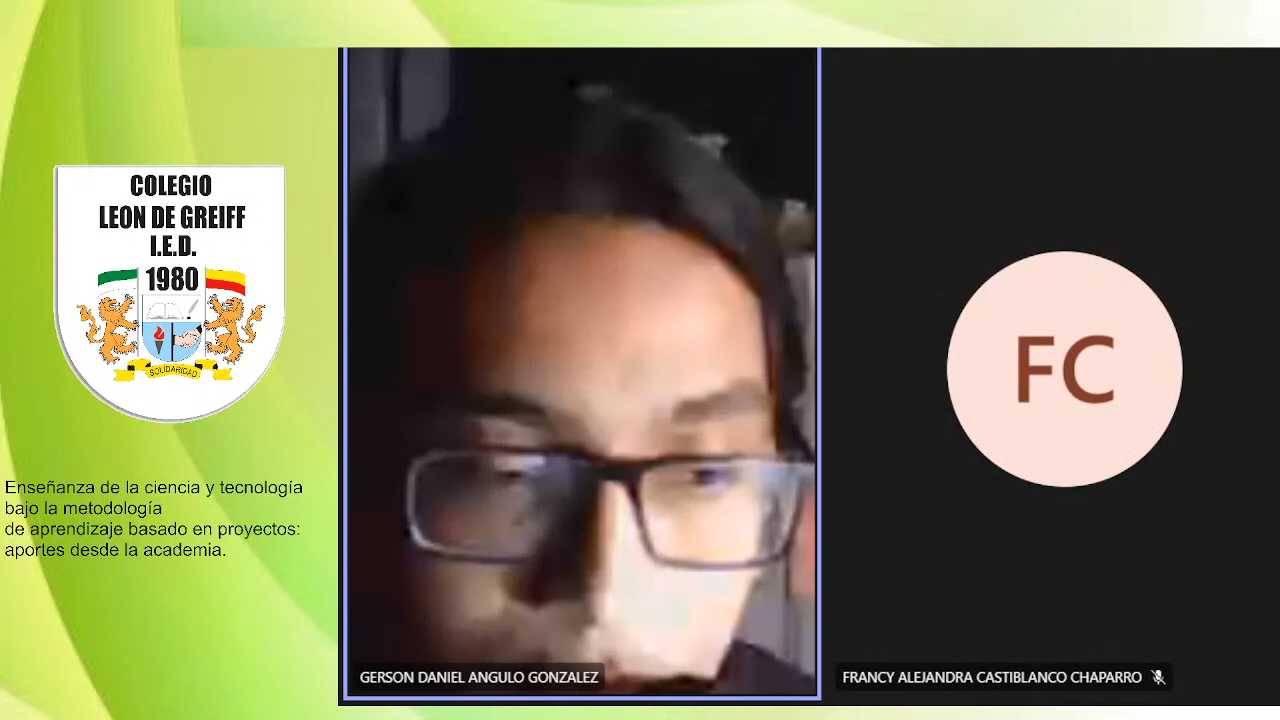 COLEGIO
LEON DE GREIFF
I.E.D.
1980
SOLIDARIDAD
Enseñanza de la ciencia y tecnología
bajo la metodología
de aprendizaje basado en proyectos:
aportes desde la academia.
FC
GERSON DANIEL ANGULO GONZALEZ
FRANCY ALEJANDRA CASTIBLANCO CHAPARRO